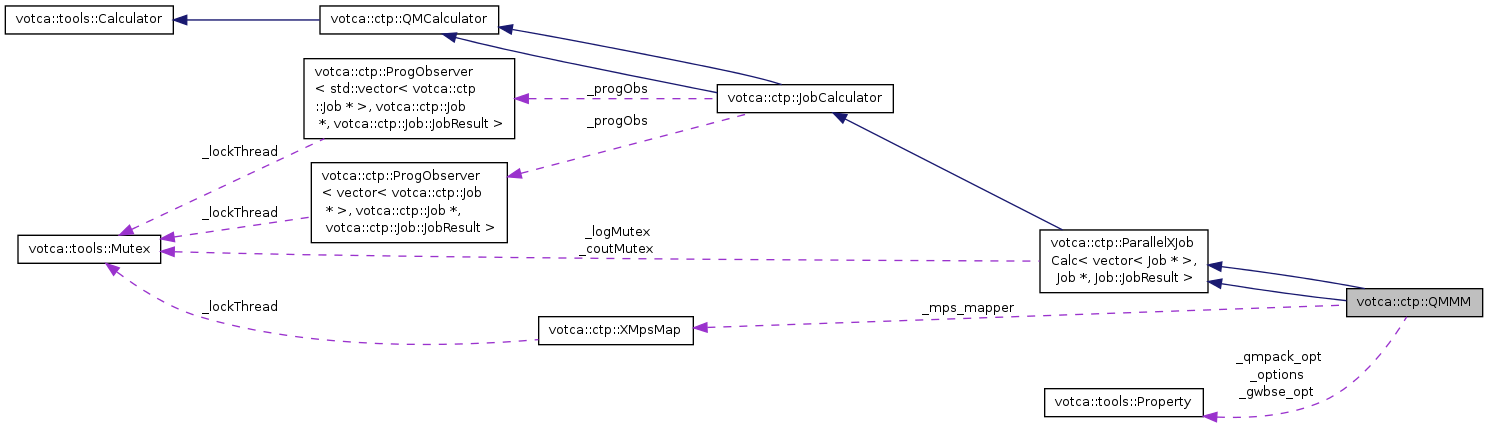 votca::tools::Calculator
votca::ctp::QMCalculator
votca::ctp::ProgObserver
< std::vector< votca::ctp
::Job * >, votca::ctp::Job
*, votca::ctp::Job::JobResult >
_progObs
votca::ctp::JobCalculator
_progObs
_lockThread
votca::ctp::ProgObserver
< vector< votca::ctp::Job
* >, votca::ctp::Job *,
votca::ctp::Job::JobResult >
_lockThread
votca::tools::Mutex
_logMutex
_coutMutex
votca::ctp::ParallelXJob
Calc< vector< Job * >,
Job *, Job::JobResult >
votca::ctp::QMMM
_lockThread
_mps_mapper
votca::ctp::XMpsMap
_qmpack_opt
_options
_gwbse_opt
votca::tools::Property